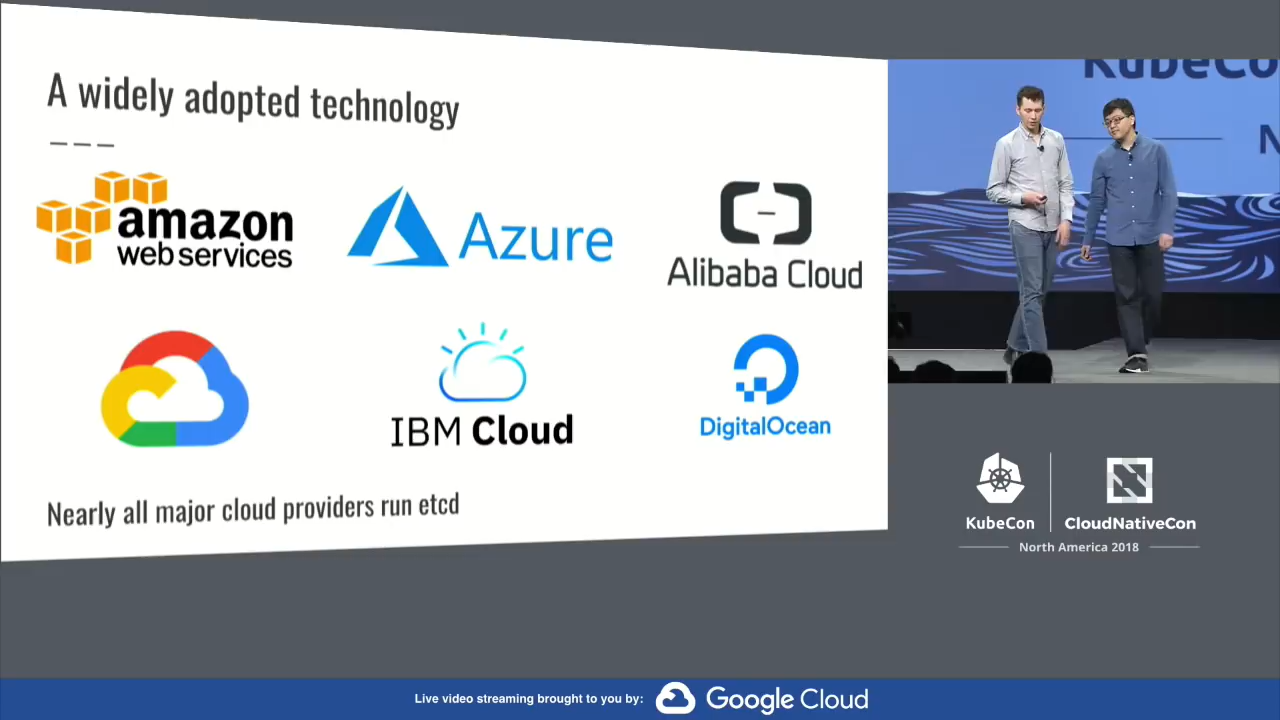 A widely adopted technology
amazon
web services
Azure
Alibaba Cloud
IBM Cloud
DigitalOcean
Nearly all major cloud providers run etcd
KubeCo
N
KubeCon
CloudNativeCon
North America 2018
Live video streaming brought to you by:
Google Cloud